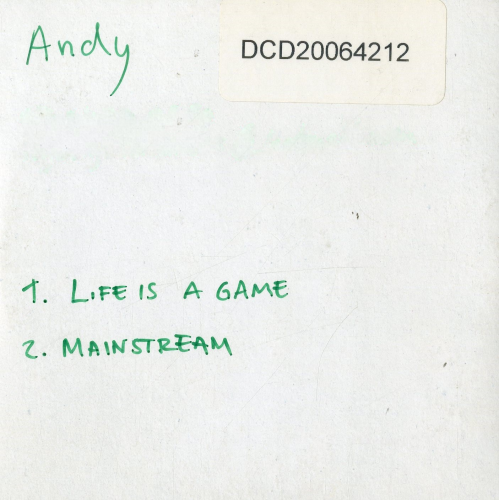 Andy
DCD20064212
1. LIFE IS A GAME
2. MAINSTREAM